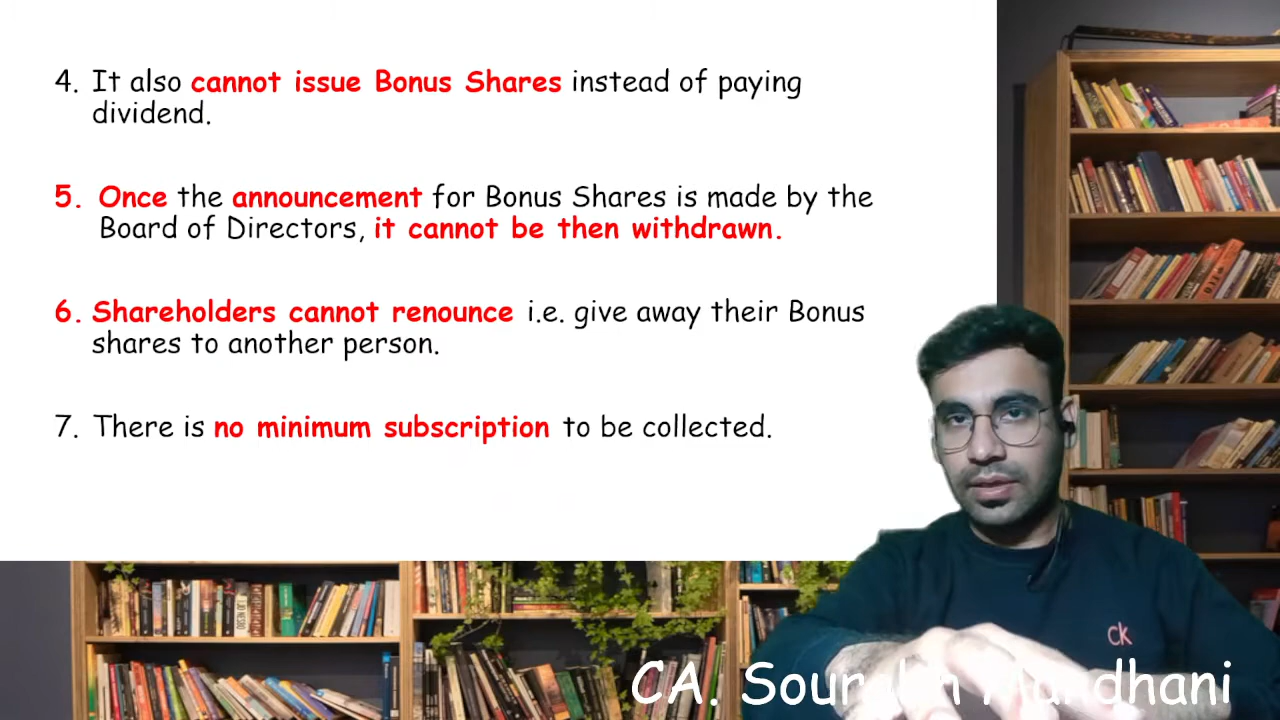 4. It also cannot issue Bonus Shares instead of paying
dividend.
5. Once the announcement for Bonus Shares is made by the
Board of Directors, it cannot be then withdrawn.
6. Shareholders cannot renounce i.e. give away their Bonus
shares to another person.
7. There is no minimum subscription to be collected.
ck
CA.